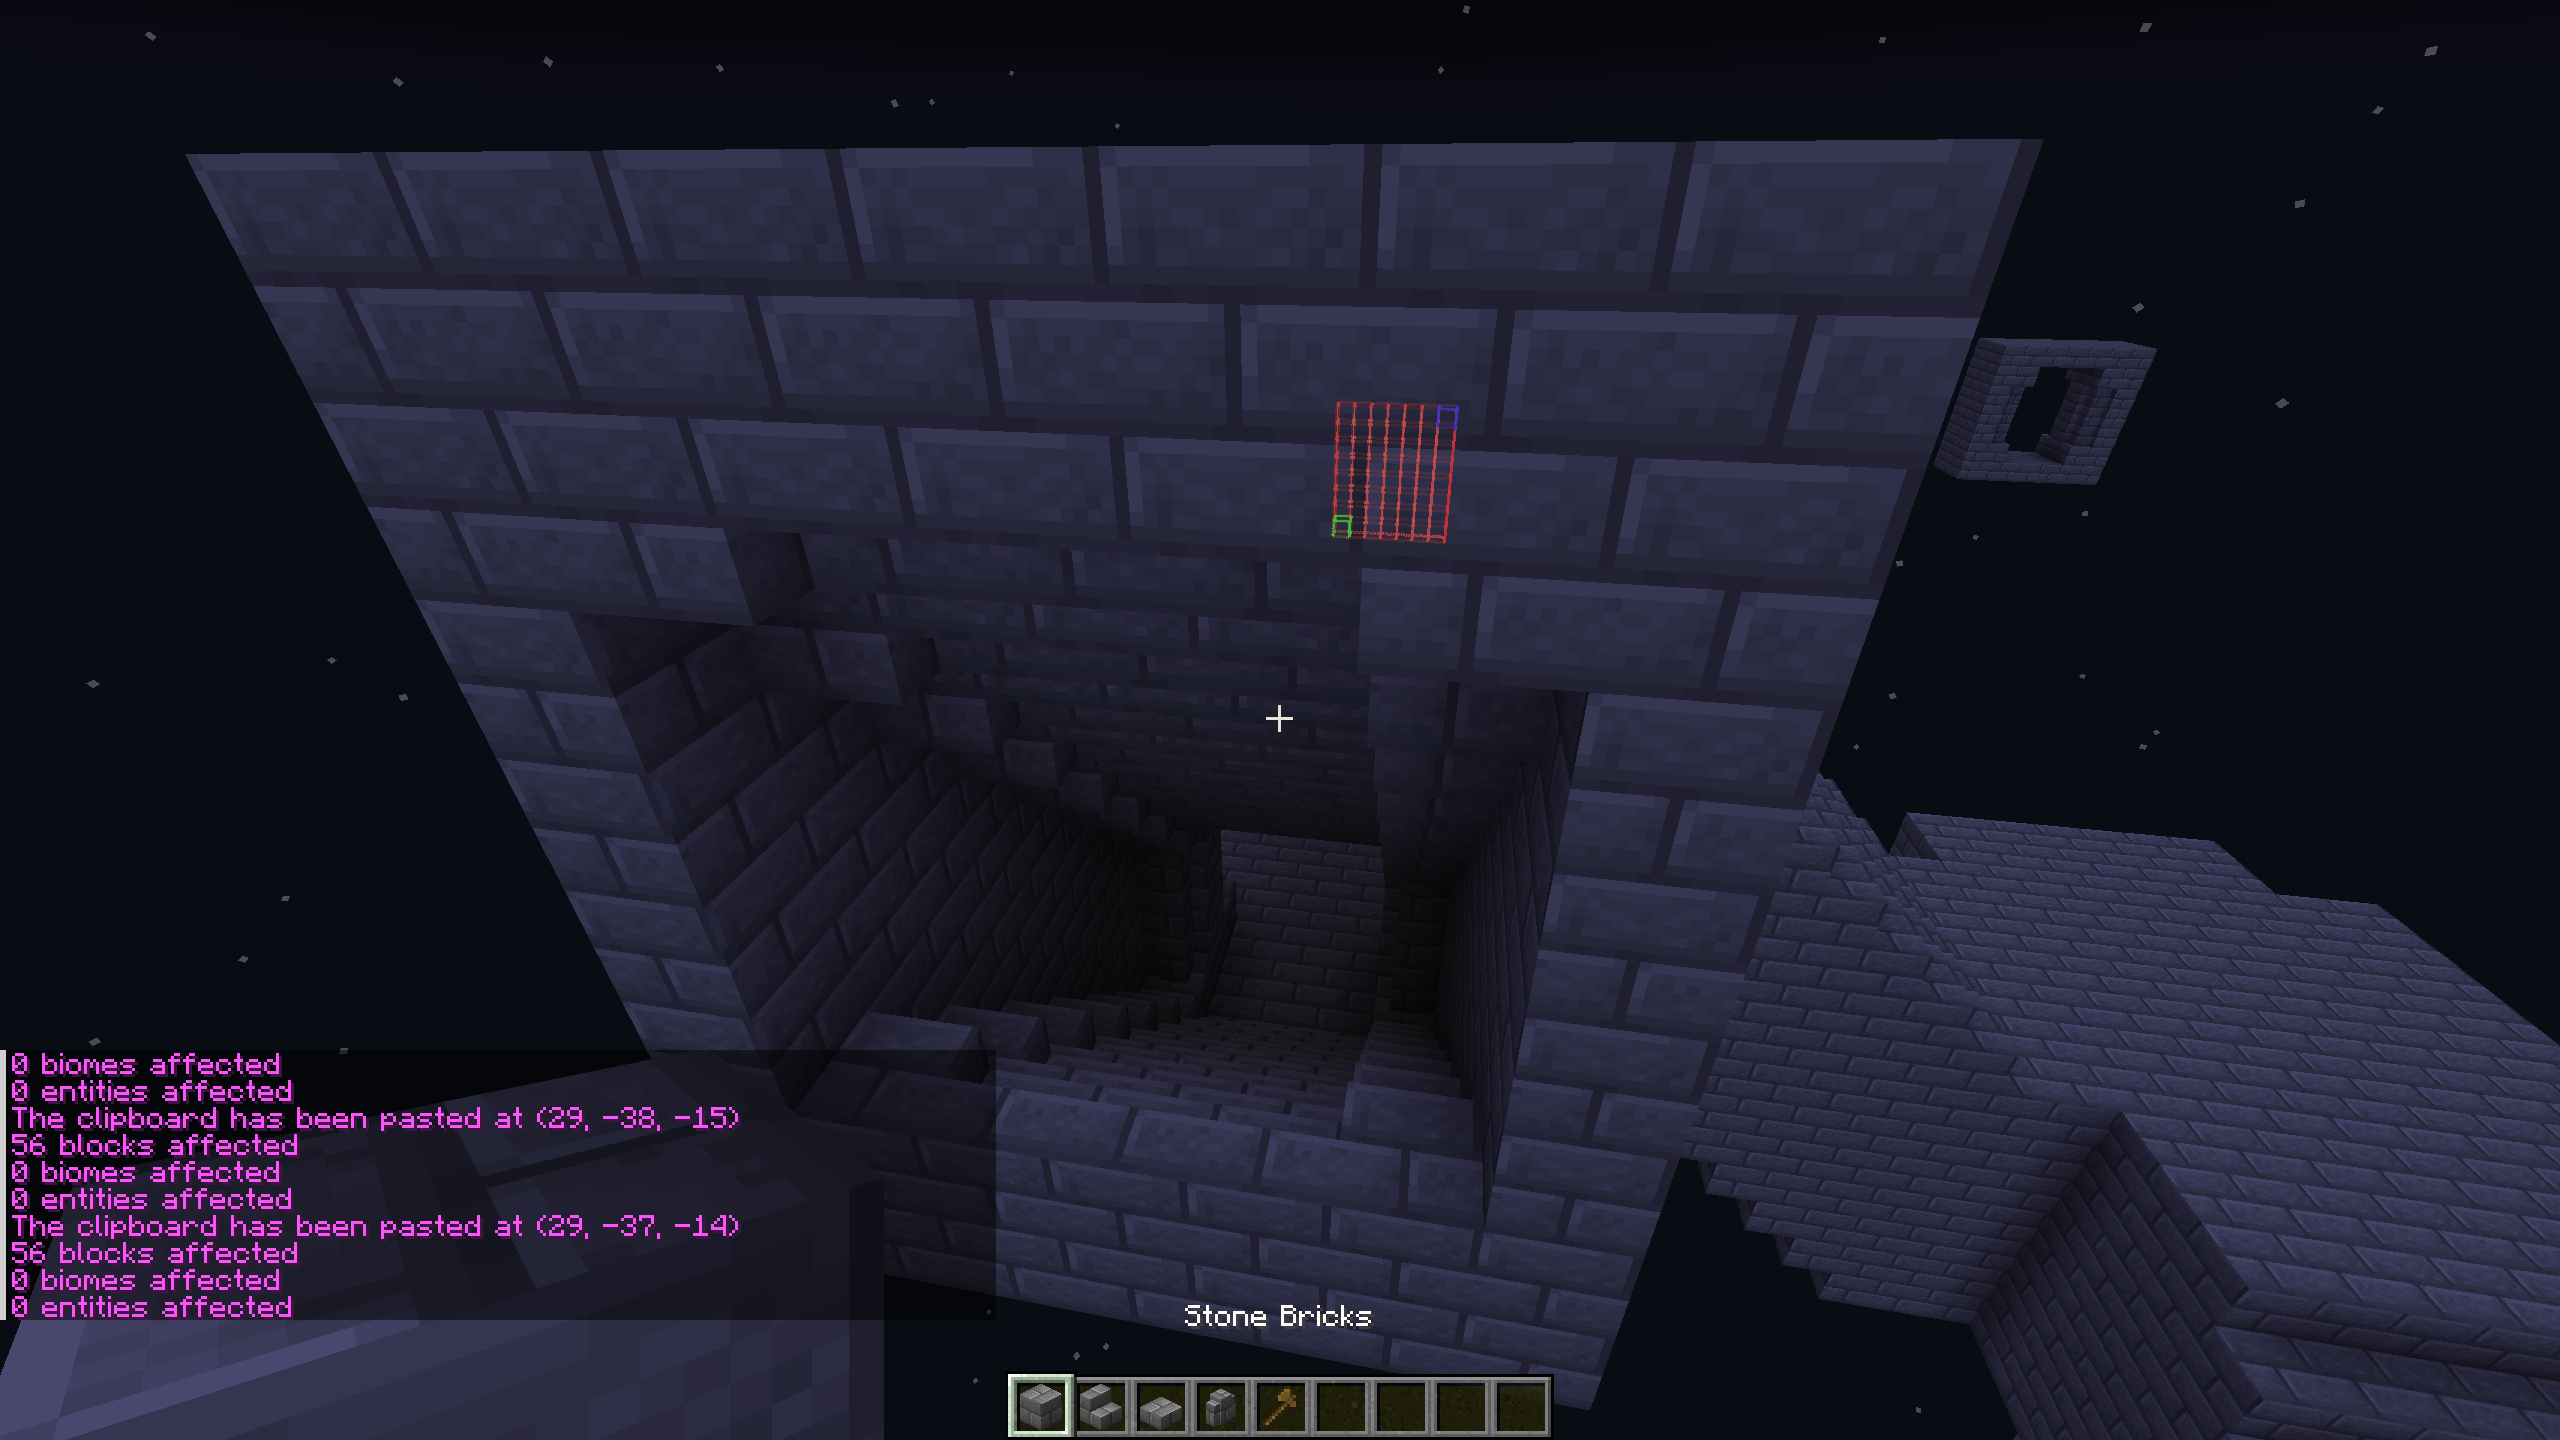 0 biomes affected
0 entities affected
The clipboard has been pasted at (29, -38, -15)
56 blocks affected
0 biomes affected
0 entities affected
The clipboard has been pasted at (29, -37, -14)
56 blocks affected
0 biomes affected
0 entities affected
Stone Bricks